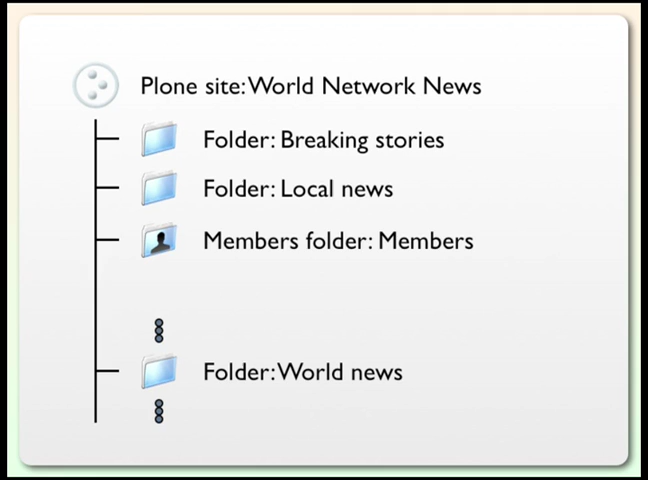 Plone site: World Network News
Folder: Breaking stories
Folder: Local news
Members folder: Members
Folder: World news